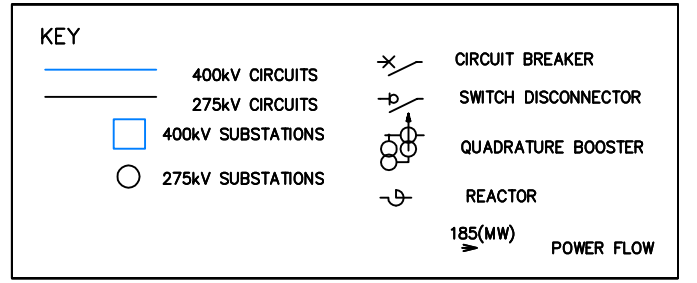 KEY
400kV CIRCUITS
275kV CIRCUITS
400kV SUBSTATIONS
275kV SUBSTATIONS
CIRCUIT BREAKER
SWITCH DISCONNECTOR
QUADRATURE BOOSTER
REACTOR
185(MW)
POWER FLOW